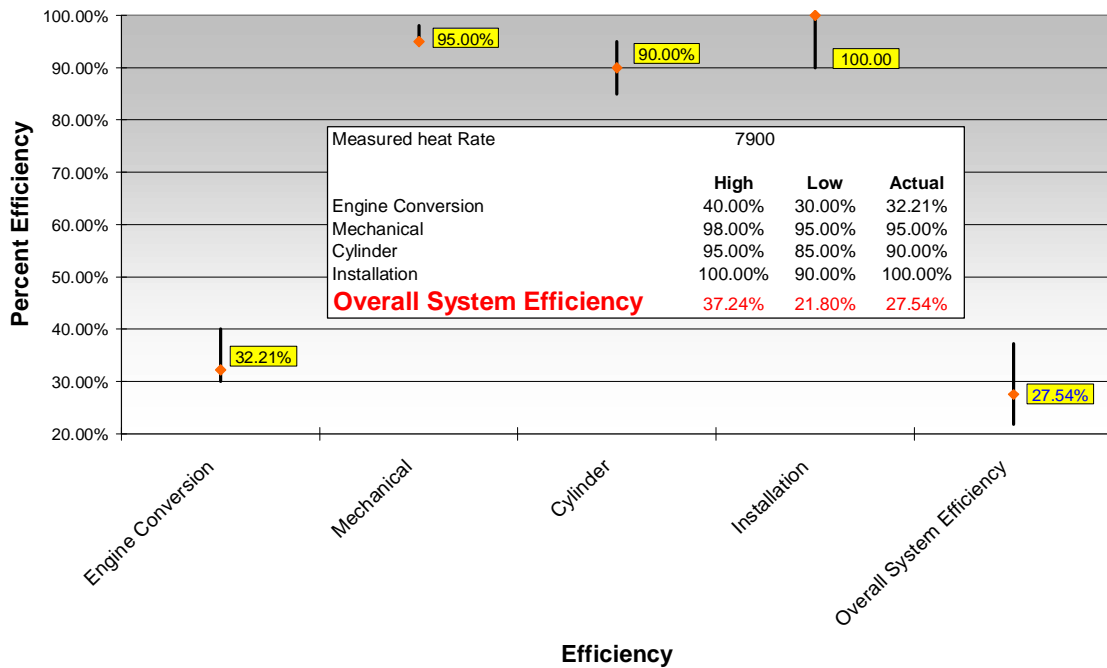 100.00%
90.00%
80.00%
70.00%
60.00%
50.00%
40.00%
30.00%
20.00%
Percent Efficiency
32.21%
95.00%
90.00%
100.00
27.54%
Measured heat Rate 7900
High Low Actual
Engine Conversion 40.00% 30.00% 32.21%
Mechanical 98.00% 95.00% 95.00%
Cylinder 95.00% 85.00% 90.00%
Installation 100.00% 90.00% 100.00%
Overall System Efficiency 37.24% 21.80% 27.54%
Engine Conversion
Mechanical
Cylinder
Installation
Overall System Efficiency
Efficiency